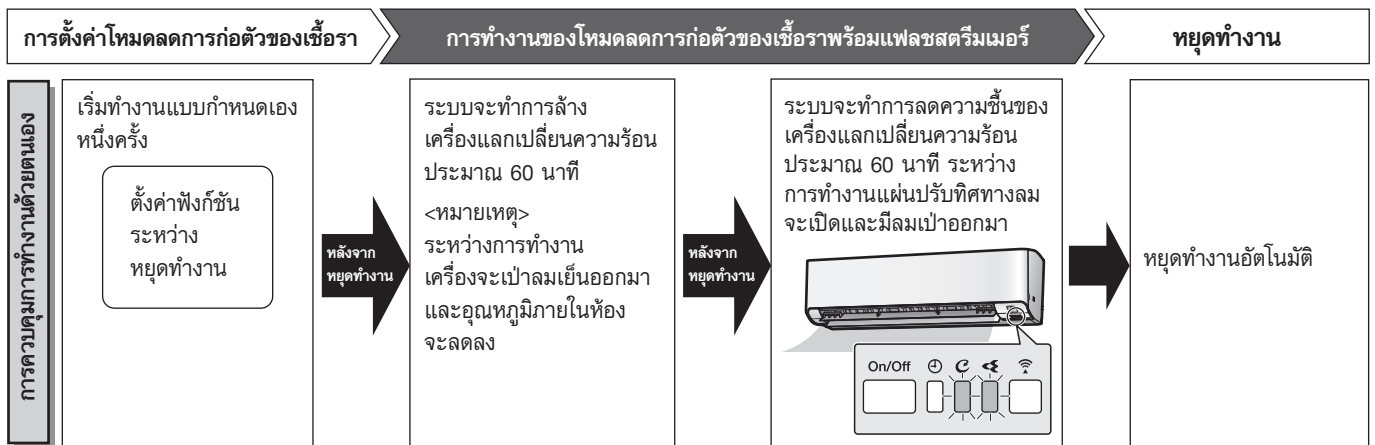 การตั้งค่าโหมดลดการก่อตัวของเชื้อรา
การทำงานของโหมดลดการก่อตัวของเชื้อราพร้อมแฟลชสตรีมเมอร์
หยุดทำงาน
การควบคุมการทำงานด้วยตนเอง
เริ่มทำงานแบบกำหนดเอง
หนึ่งครั้ง
ตั้งค่าฟังก์ชัน
ระหว่าง
หยุดทำงาน
หลังจาก
หยุดทำงาน
ระบบจะทำการล้าง
เครื่องแลกเปลี่ยนความร้อน
ประมาณ 60 นาที
<หมายเหตุ>
ระหว่างการทำงาน
เครื่องจะเป่าลมเย็นออกมา
และอุณหภูมิภายในห้อง
จะลดลง
หลังจาก
หยุดทำงาน
ระบบจะทำการลดความชื้นของ
เครื่องแลกเปลี่ยนความร้อน
ประมาณ 60 นาที ระหว่าง
การทำงานแผ่นปรับทิศทางลม
จะเปิดและมีลมเป่าออกมา
On/Off
หยุดทำงานอัตโนมัติ